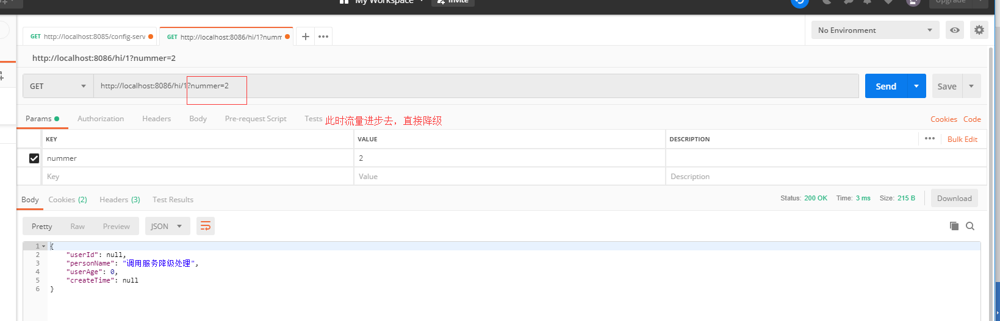 My Workspace
Invite
Upgrade
GET http://localhost:8085/config-serv
GET http://localhost:8086/hi/1?numm
No Environment
http://localhost:8086/hi/1?nummer=2
GET
http://localhost:8086/hi/1?nummer=2
Send
Save
Params
Authorization
Headers
Body
Pre-request Script
Tests
此时流量进步去，直接降级
Cookies
Code
KEY
VALUE
DESCRIPTION
Bulk Edit
nummer
2
Key
Value
Description
Body
Cookies (2)
Headers (3)
Test Results
Status: 200 OK
Time: 3 ms
Size: 215 B
Download
Pretty
Raw
Preview
JSON
1 {
2 "userId": null,
3 "personName": "调用服务降级处理",
4 "userAge": 0,
5 "createTime": null
6 }